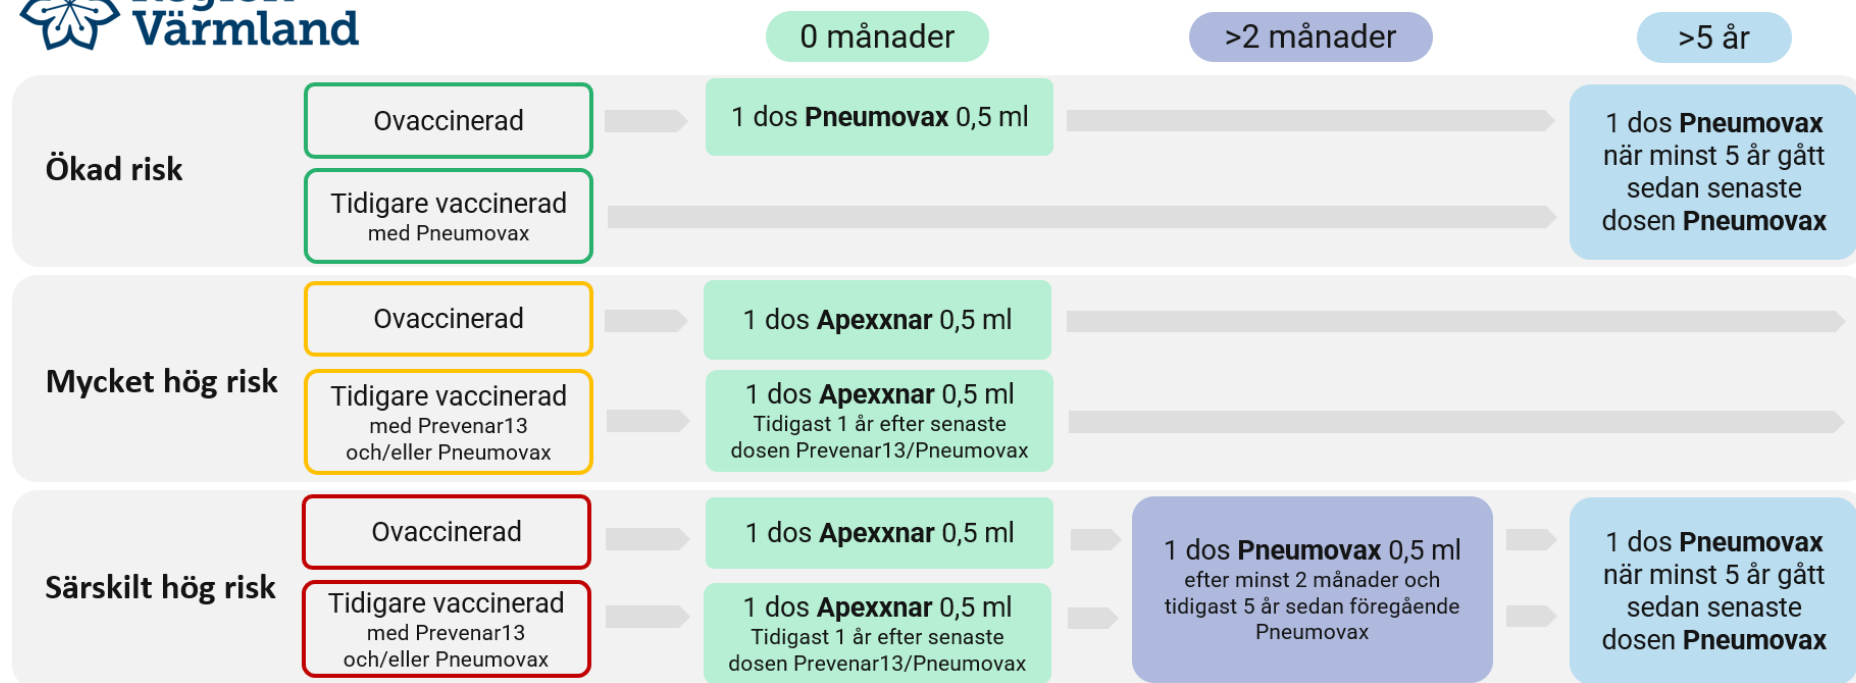 Region
Värmland
0 månader
>2 månader
>5 år
Ökad risk
Ovaccinerad
1 dos Pneumovax 0,5 ml
Tidigare vaccinerad
med Pneumovax
1 dos Pneumovax
när minst 5 år gått
sedan senaste
dosen Pneumovax
Mycket hög risk
Ovaccinerad
1 dos Apexxnar 0,5 ml
Tidigare vaccinerad
med Prevenar13
och/eller Pneumovax
1 dos Apexxnar 0,5 ml
Tidigast 1 år efter senaste
dosen Prevenar13/Pneumovax
Särskilt hög risk
Ovaccinerad
1 dos Apexxnar 0,5 ml
Tidigare vaccinerad
med Prevenar13
och/eller Pneumovax
1 dos Apexxnar 0,5 ml
Tidigast 1 år efter senaste
dosen Prevenar13/Pneumovax
1 dos Pneumovax 0,5 ml
efter minst 2 månader och
tidigast 5 år sedan föregående
Pneumovax
1 dos Pneumovax
när minst 5 år gått
sedan senaste
dosen Pneumovax